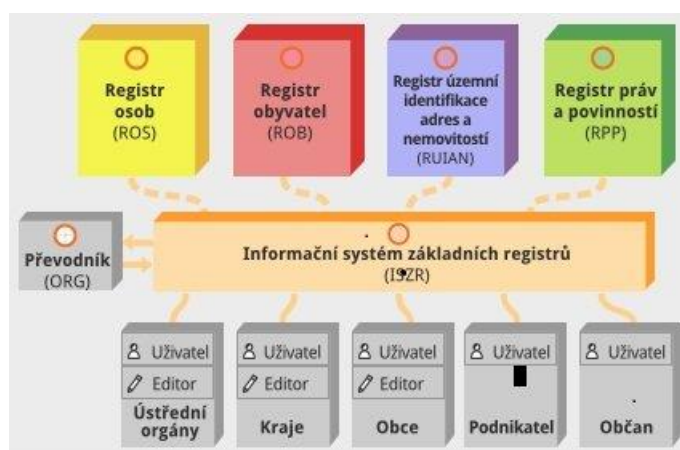 Registr
osob
(ROS)
Registr
obyvatel
(ROB)
Registr územní
identifikace
adres a
nemovitostí
(RUIAN)
Registr práv
a povinností
(RPP)
Převodník
(ORG)
Informační systém základních registrů
(ISZR)
Uživatel
Editor
Ústřední
orgány
Uživatel
Editor
Kraje
Uživatel
Editor
Obce
Uživatel
Podnikatel
Uživatel
Občan